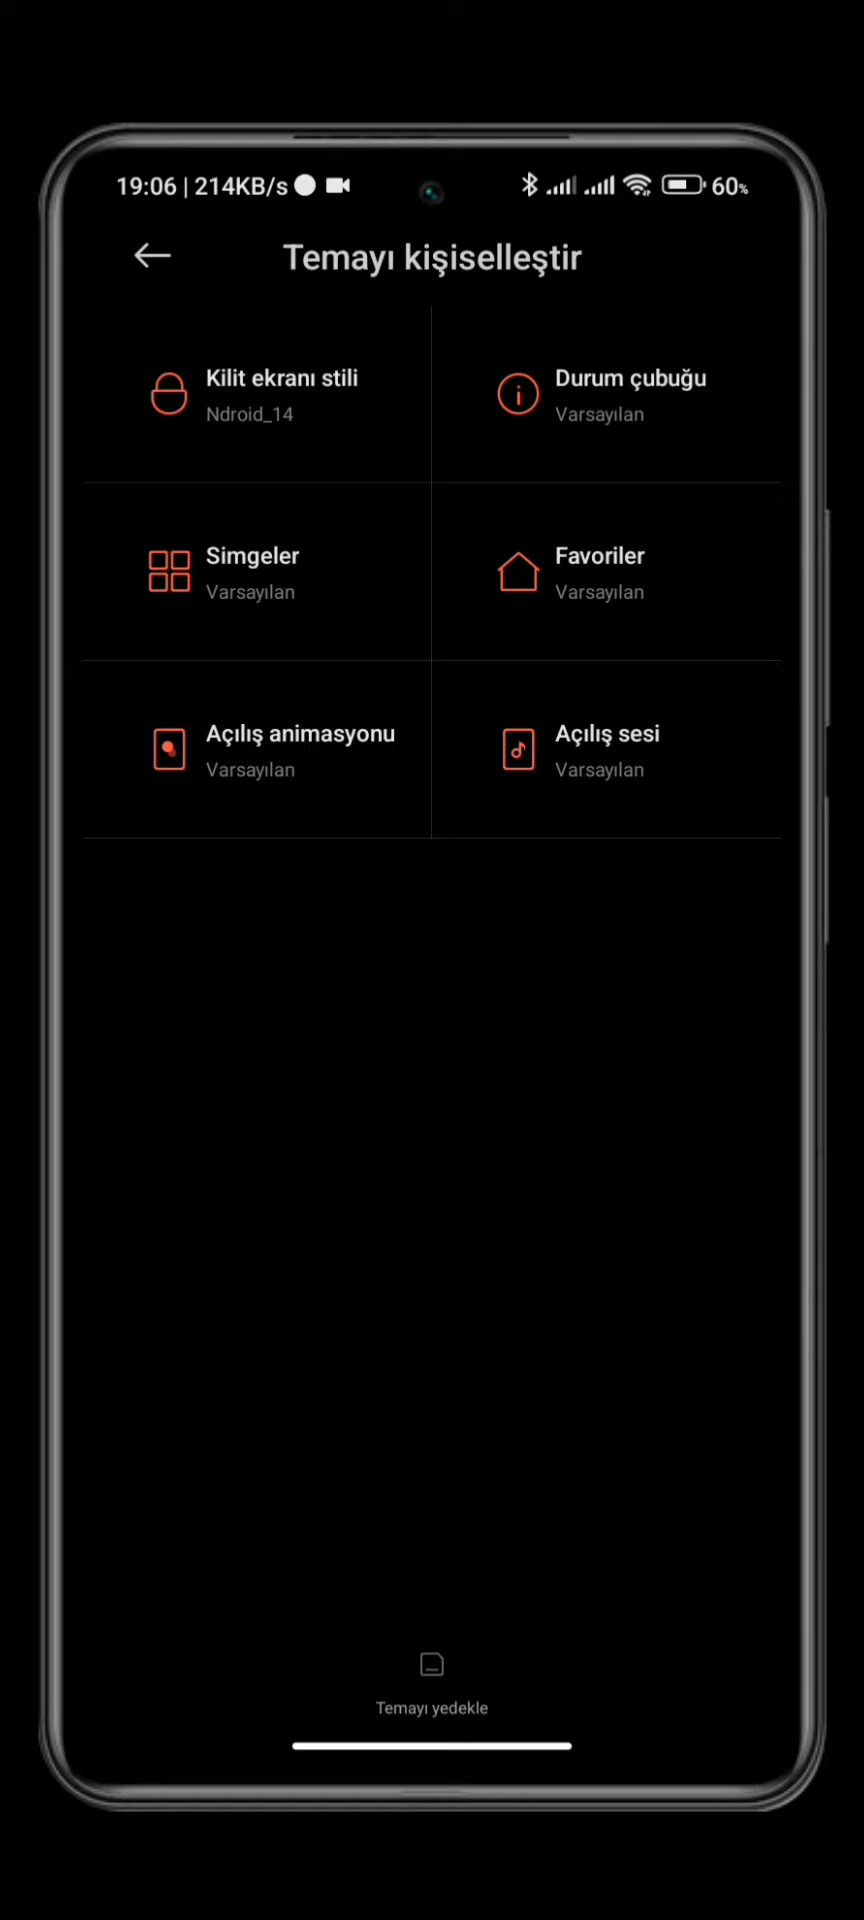 19:06 | 214KB/s 60%
Temayı kişiselleştir
Kilit ekranı stili
Ndroid_14
Durum çubuğu
Varsayılan
Simgeler
Varsayılan
Favoriler
Varsayılan
Açılış animasyonu
Varsayılan
Açılış sesi
Varsayılan
Temayı yedekle